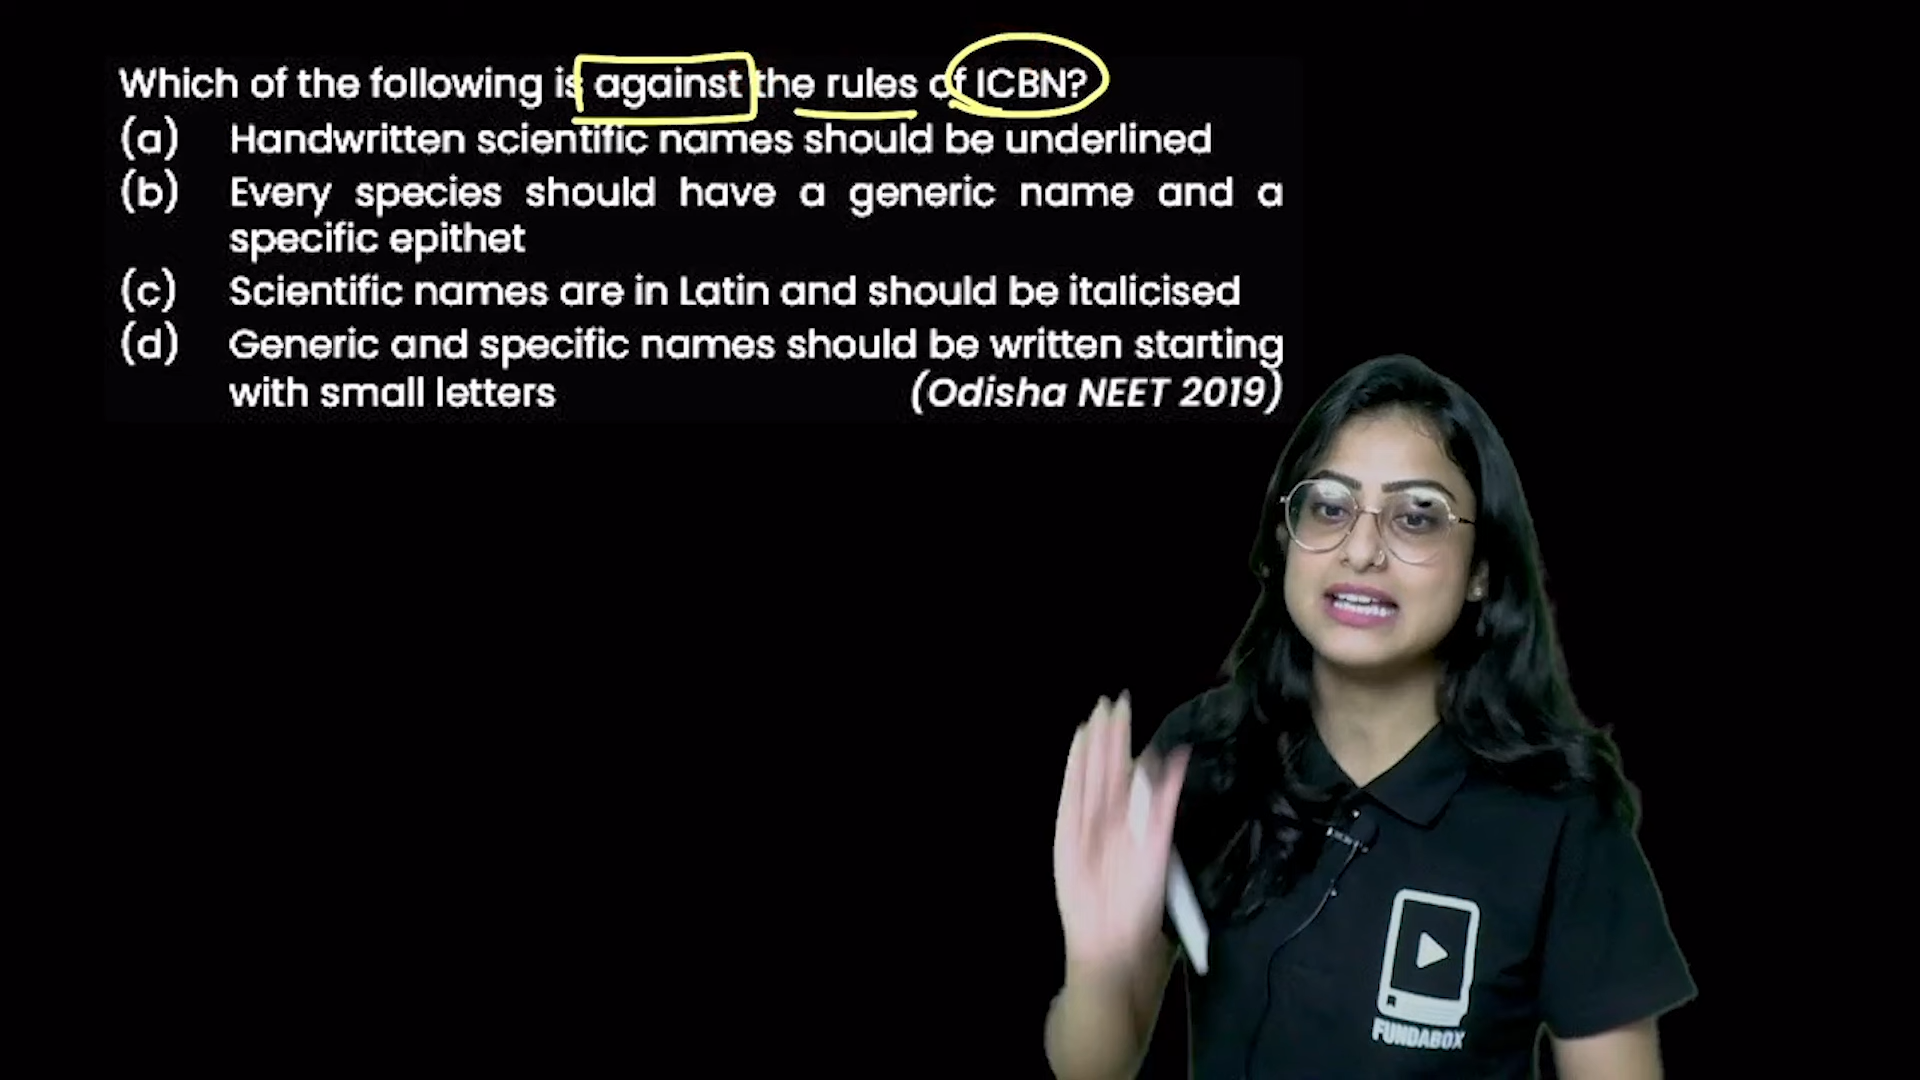 Which of the following is against the rules of ICBN?
(a) Handwritten scientific names should be underlined
(b) Every species should have a generic name and a
specific epithet
(c) Scientific names are in Latin and should be italicised
(d) Generic and specific names should be written starting
with small letters (Odisha NEET 2019)
FUNDABOX